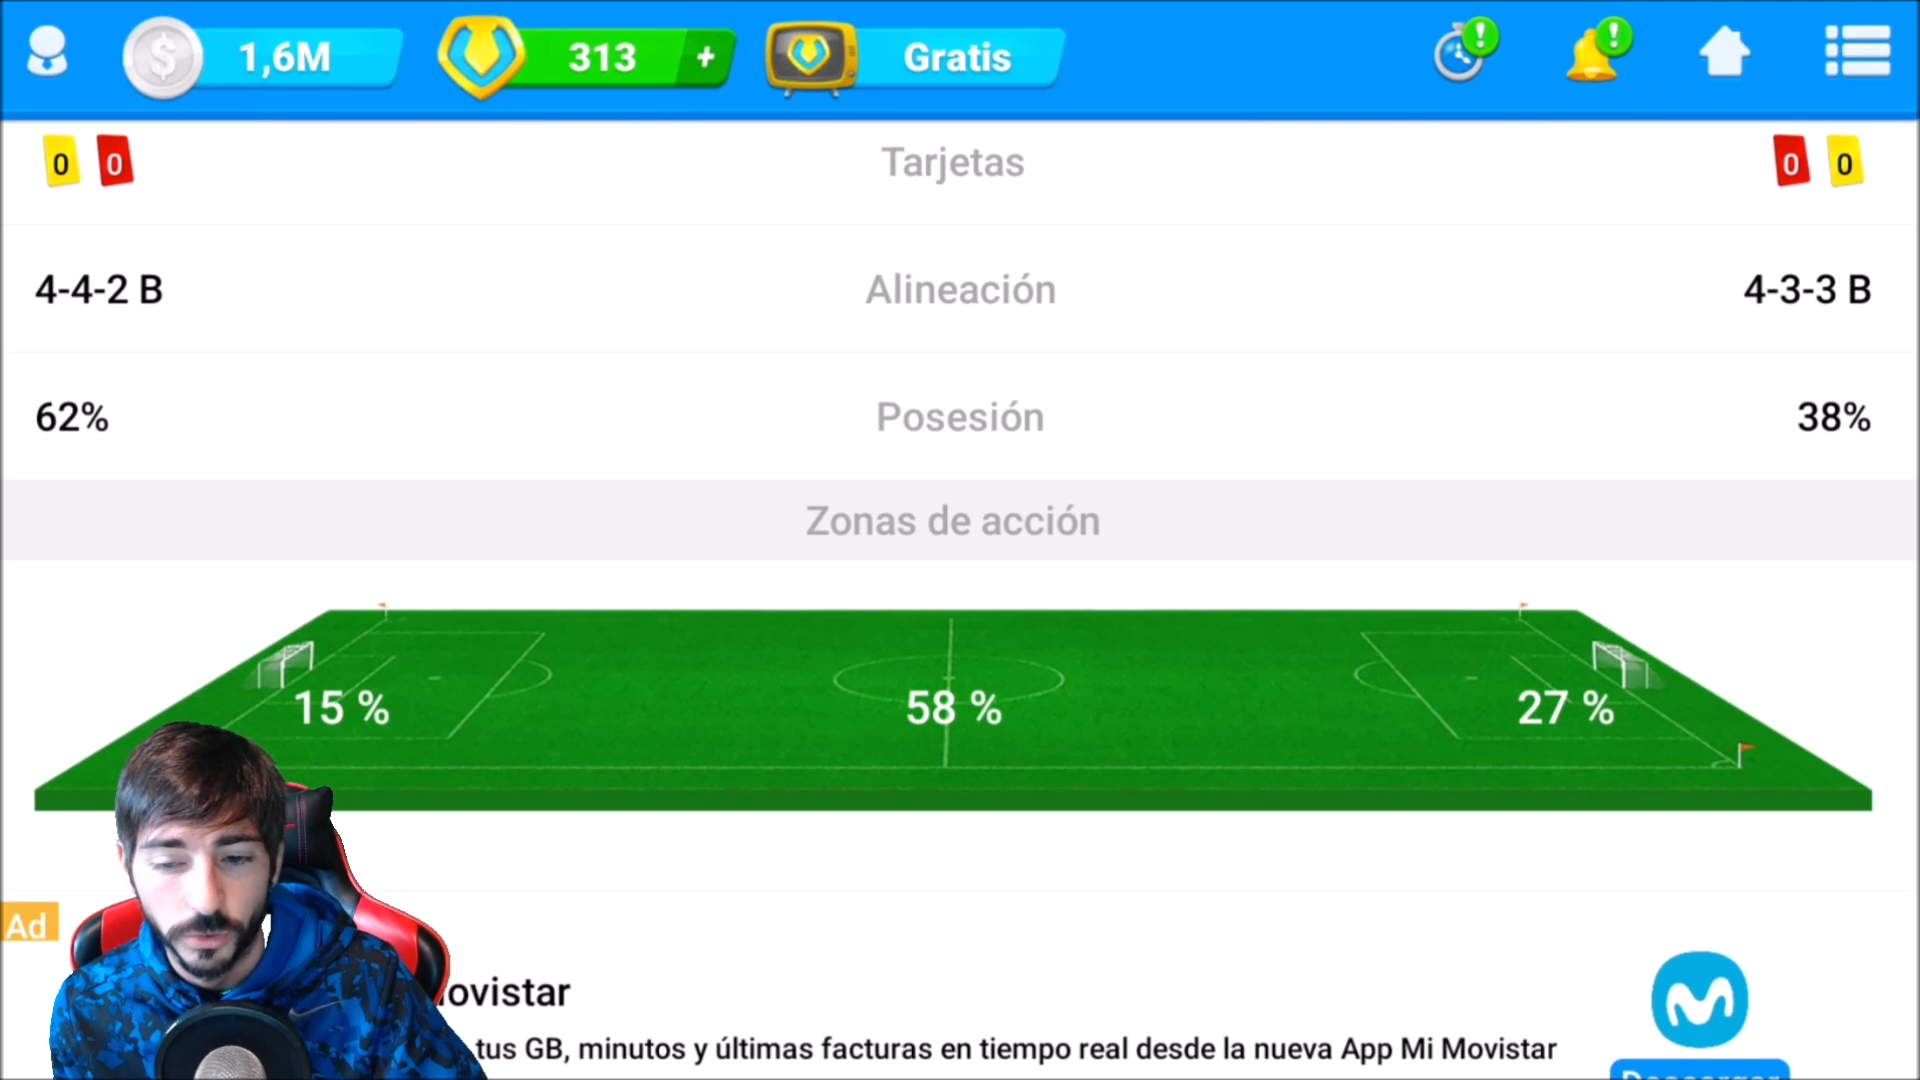 1,6M
313
+
Gratis
0 0 Tarjetas 0 0
4-4-2 B Alineación 4-3-3 B
62% Posesión 38%
Zonas de acción
15 % 58 % 27 %
Ad
ovistar
tus GB, minutos y últimas facturas en tiempo real desde la nueva App Mi Movistar
Descargar